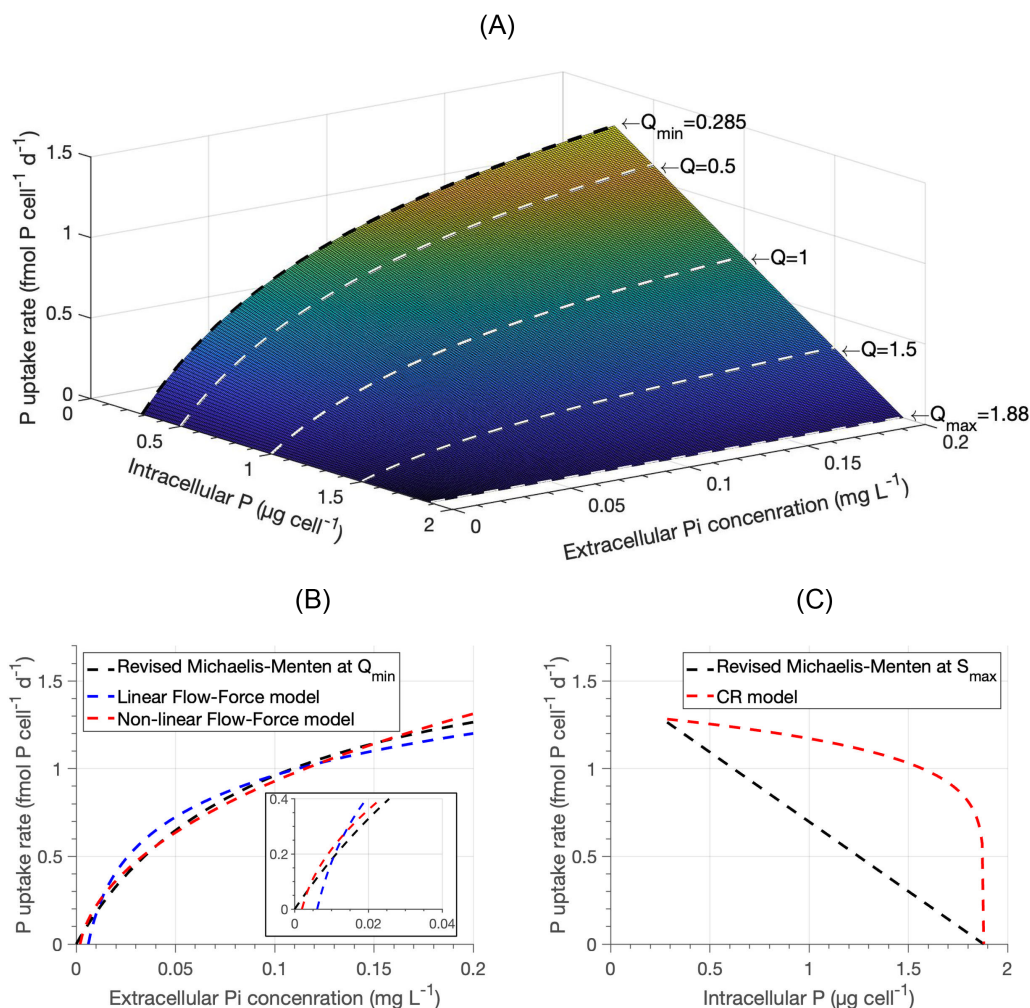 (A)
P uptake rate (fmol P cell⁻¹ d⁻¹)
1.5
1
0.5
0
←Q_min=0.285
←Q=0.5
←Q=1
←Q=1.5
←Q_max=1.88
0
0.5
1
1.5
2
Intracellular P (µg cell⁻¹)
0
0.05
0.1
0.15
0.2
Extracellular Pi concenration (mg L⁻¹)
(B)
P uptake rate (fmol P cell⁻¹ d⁻¹)
1.5
1
0.5
0
Revised Michaelis-Menten at Q_min
Linear Flow-Force model
Non-linear Flow-Force model
0.4
0.2
0
0
0.02
0.04
0
0.05
0.1
0.15
0.2
Extracellular Pi concenration (mg L⁻¹)
(C)
P uptake rate (fmol P cell⁻¹ d⁻¹)
1.5
1
0.5
0
Revised Michaelis-Menten at S_max
CR model
0
0.5
1
1.5
2
Intracellular P (µg cell⁻¹)